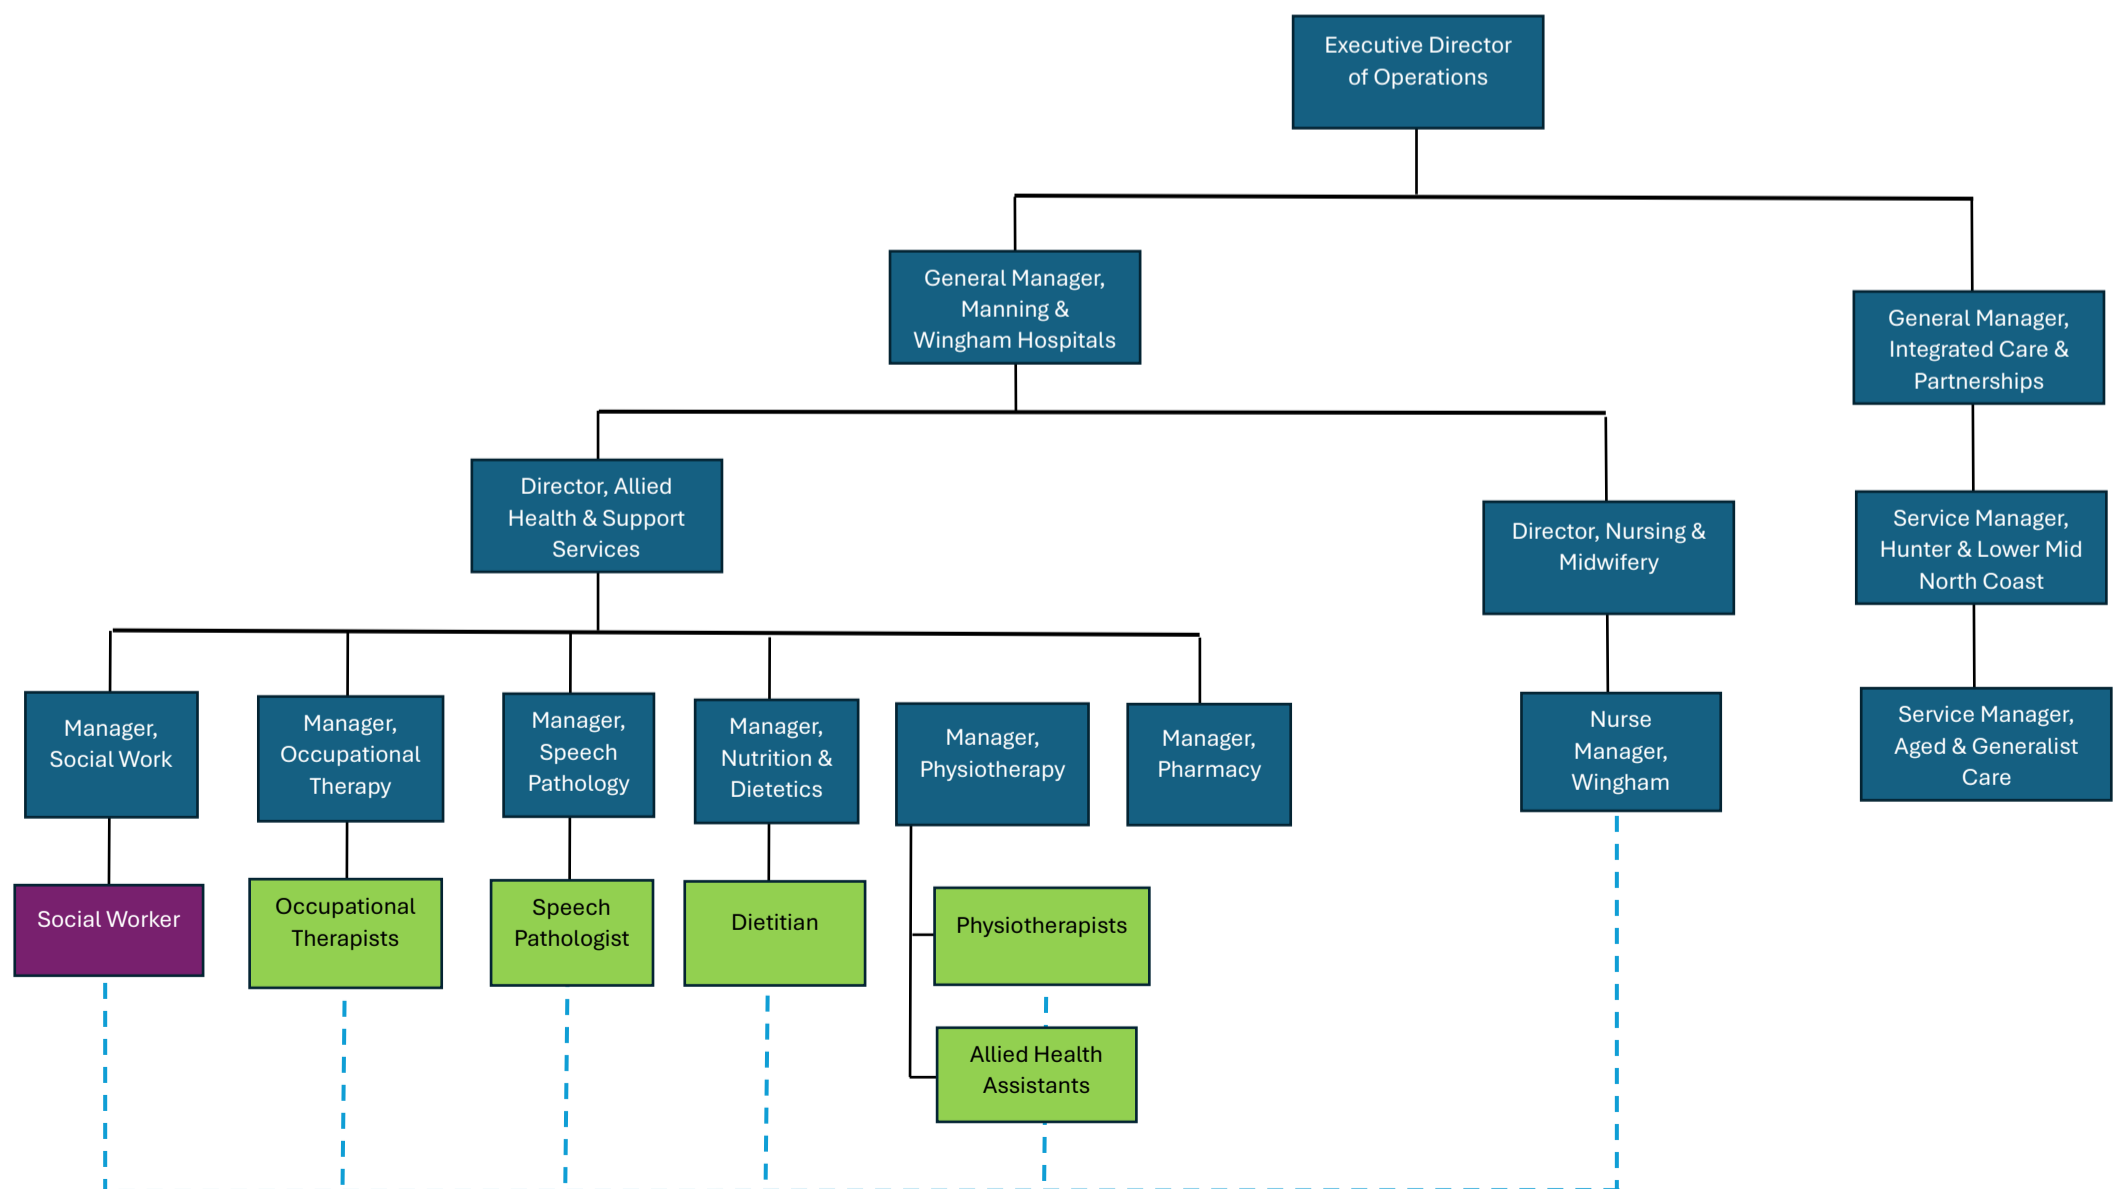 Executive Director
of Operations
General Manager,
Manning &
Wingham Hospitals
General Manager,
Integrated Care &
Partnerships
Director, Allied
Health & Support
Services
Director, Nursing &
Midwifery
Service Manager,
Hunter & Lower Mid
North Coast
Manager,
Social Work
Manager,
Occupational
Therapy
Manager,
Speech
Pathology
Manager,
Nutrition &
Dietetics
Manager,
Physiotherapy
Manager,
Pharmacy
Nurse
Manager,
Wingham
Service Manager,
Aged & Generalist
Care
Social Worker
Occupational
Therapists
Speech
Pathologist
Dietitian
Physiotherapists
Allied Health
Assistants